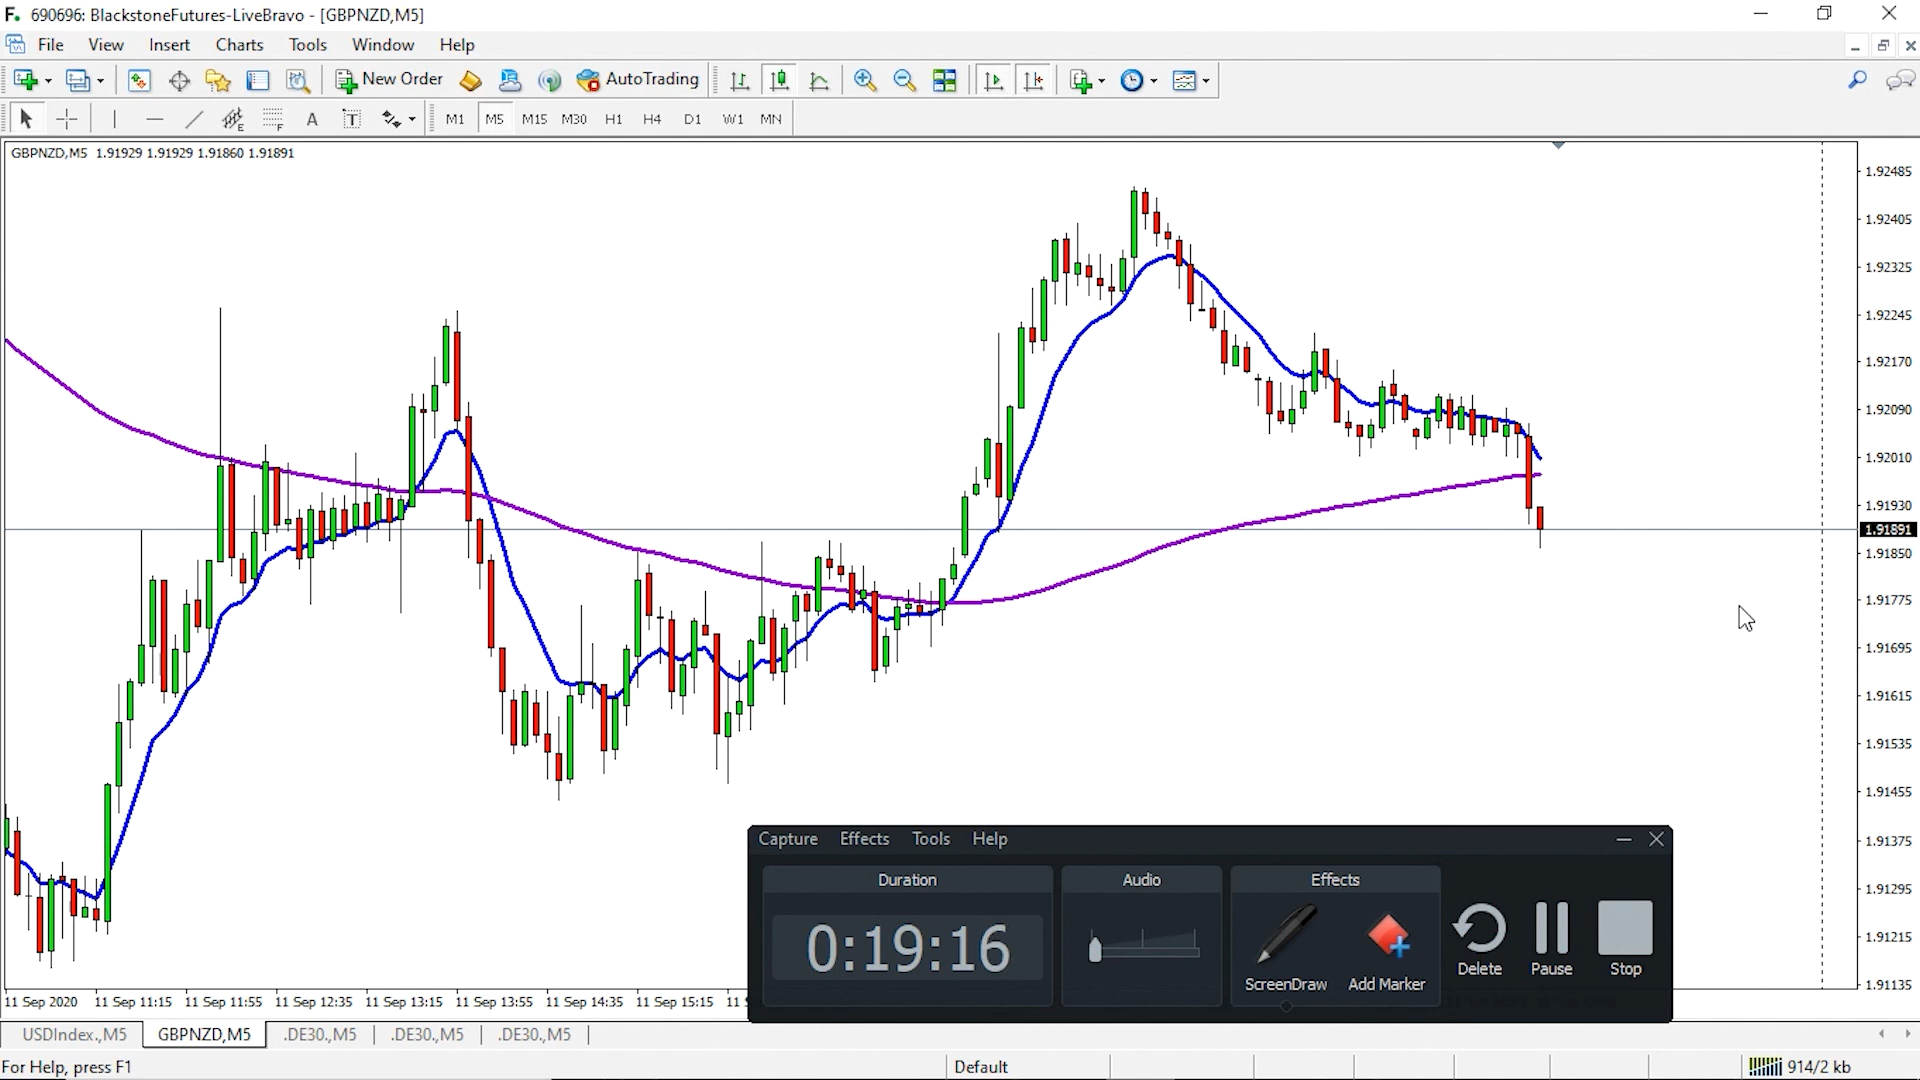 F. 690696: BlackstoneFutures-LiveBravo - [GBPNZD,M5]
File View Insert Charts Tools Window Help
New Order AutoTrading
A T M1 M5 M15 M30 H1 H4 D1 W1 MN
GBPNZD,M5 1.91929 1.91929 1.91860 1.91891
1.92485
1.92405
1.92325
1.92245
1.92170
1.92090
1.92010
1.91930
1.91891
1.91850
1.91775
1.91695
1.91615
1.91535
1.91455
1.91375
1.91295
1.91215
1.91135
Capture Effects Tools Help
Duration Audio Effects
0:19:16
ScreenDraw Add Marker Delete Pause Stop
11 Sep 2020 11 Sep 11:15 11 Sep 11:55 11 Sep 12:35 11 Sep 13:15 11 Sep 13:55 11 Sep 14:35 11 Sep 15:15
USDIndex.,M5 GBPNZD,M5 .DE30.,M5 .DE30.,M5 .DE30.,M5
For Help, press F1 Default 914/2 kb